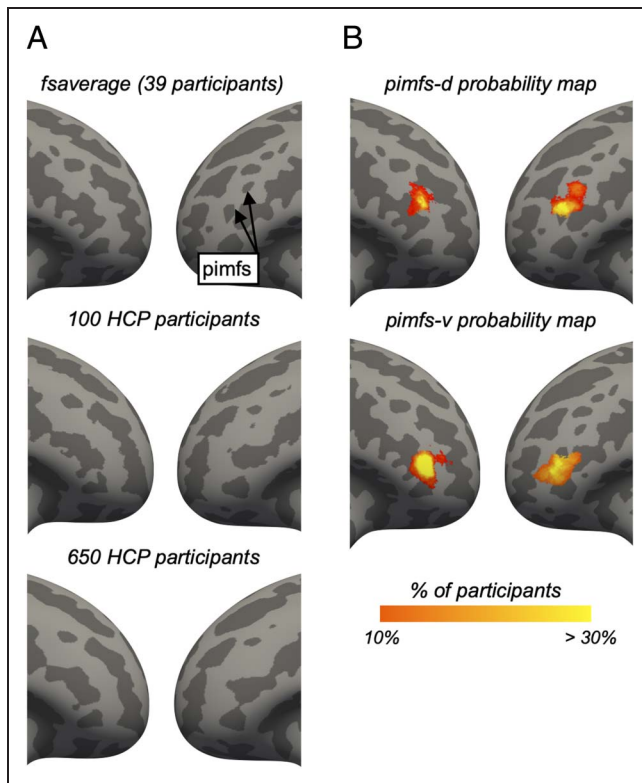 A
fsaverage (39 participants)
pimfs
100 HCP participants
650 HCP participants
B
pimfs-d probability map
pimfs-v probability map
% of participants
10%
> 30%